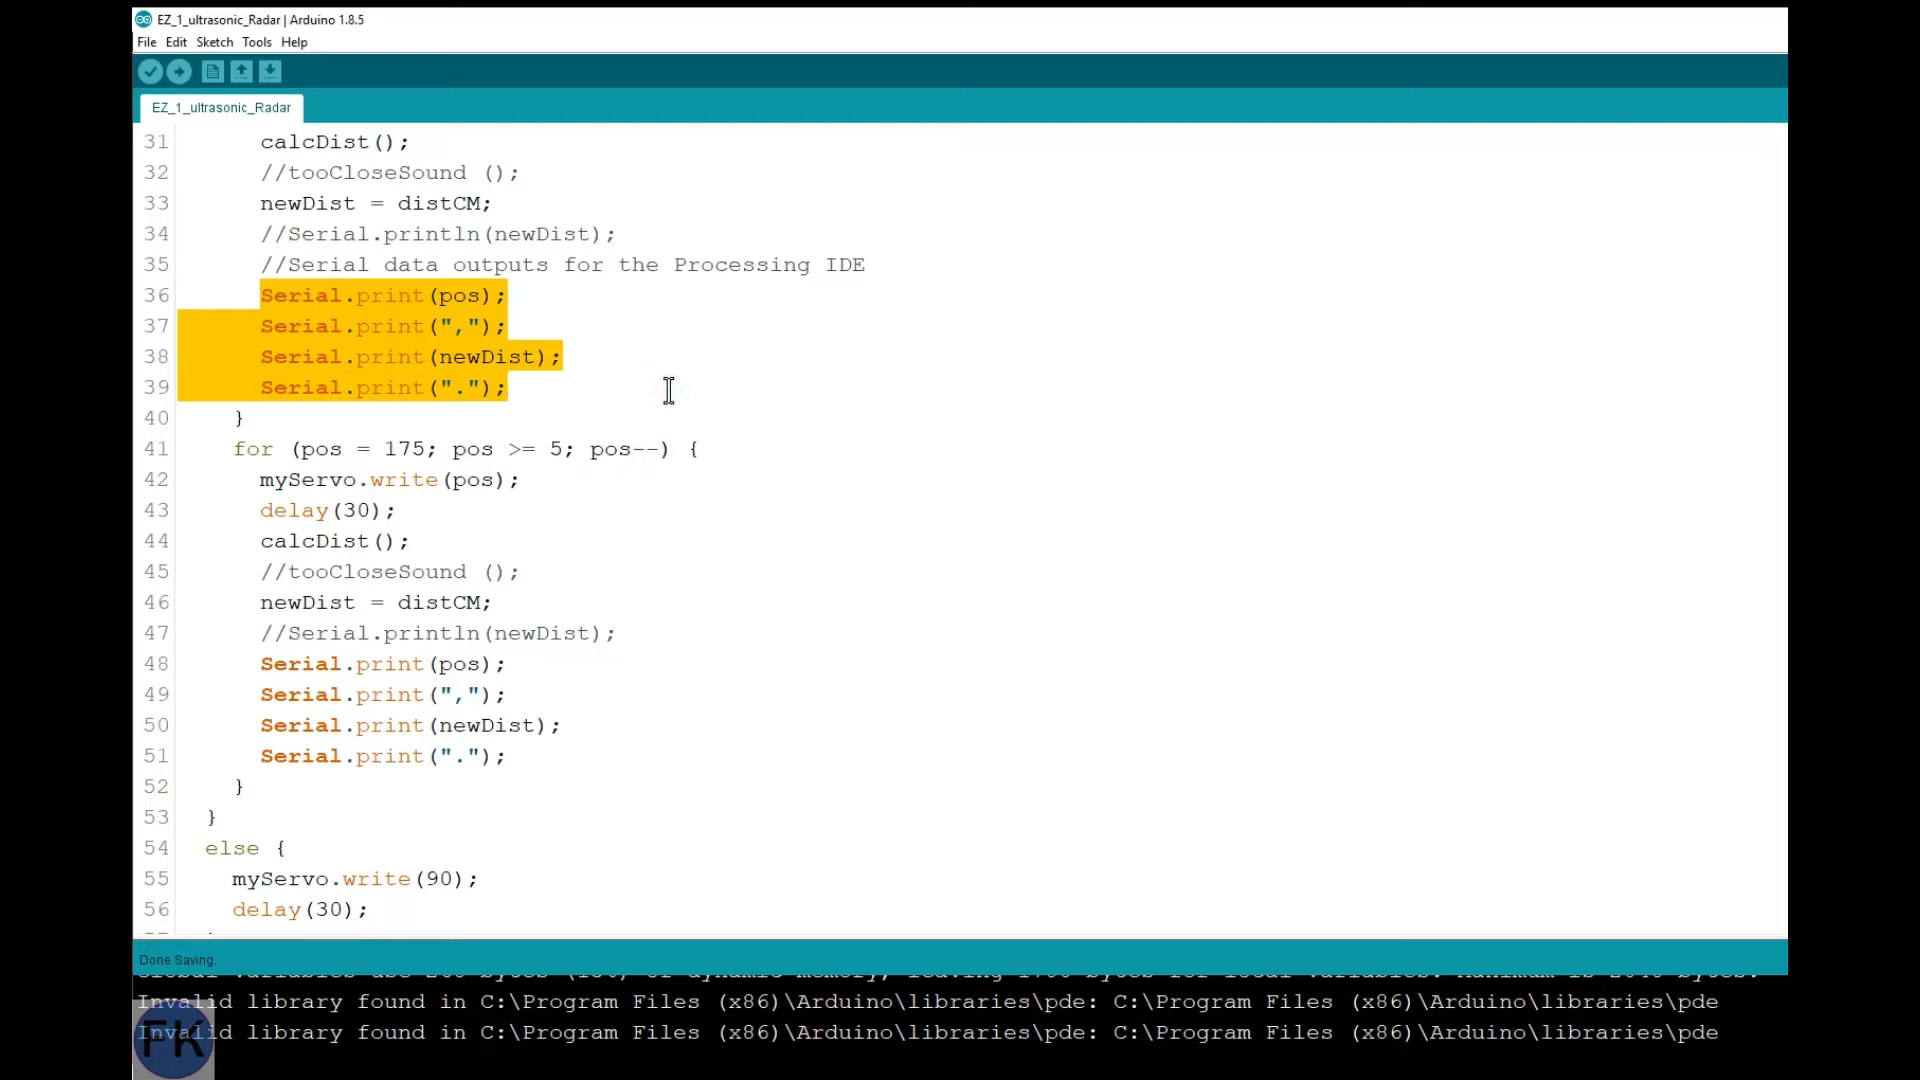 EZ_1_ultrasonic_Radar | Arduino 1.8.5
File Edit Sketch Tools Help
EZ_1_ultrasonic_Radar
31 calcDist();
32 //tooCloseSound ();
33 newDist = distCM;
34 //Serial.println(newDist);
35 //Serial data outputs for the Processing IDE
36 Serial.print(pos);
37 Serial.print(",");
38 Serial.print(newDist);
39 Serial.print(".");
40 }
41 for (pos = 175; pos >= 5; pos--) {
42 myServo.write(pos);
43 delay(30);
44 calcDist();
45 //tooCloseSound ();
46 newDist = distCM;
47 //Serial.println(newDist);
48 Serial.print(pos);
49 Serial.print(",");
50 Serial.print(newDist);
51 Serial.print(".");
52 }
53 }
54 else {
55 myServo.write(90);
56 delay(30);
Done Saving.
Invalid library found in C:\Program Files (x86)\Arduino\libraries\pde: C:\Program Files (x86)\Arduino\libraries\pde
Invalid library found in C:\Program Files (x86)\Arduino\libraries\pde: C:\Program Files (x86)\Arduino\libraries\pde
FK